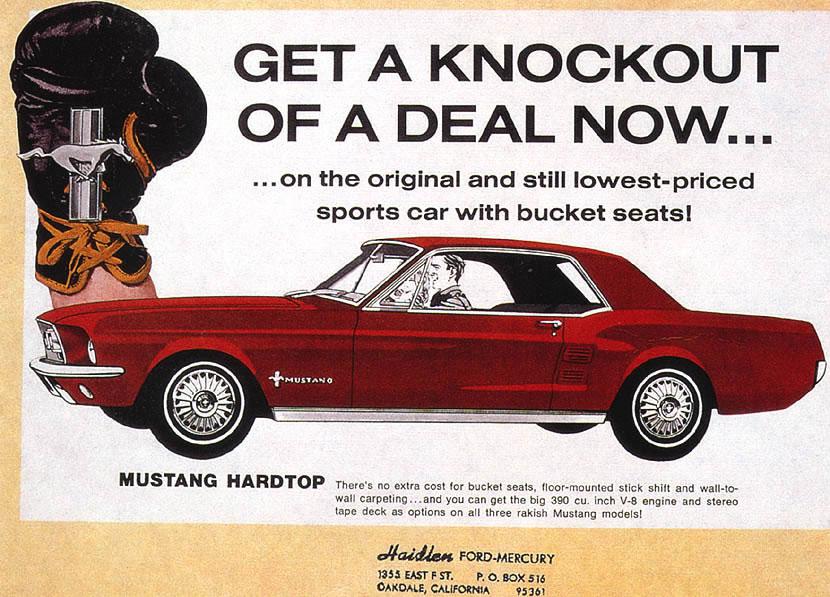 GET A KNOCKOUT
OF A DEAL NOW...
...on the original and still lowest-priced
sports car with bucket seats!
MUSTANG
MUSTANG HARDTOP
There's no extra cost for bucket seats, floor-mounted stick shift and wall-to-
wall carpeting...and you can get the big 390 cu. inch V-8 engine and stereo
tape deck as options on all three rakish Mustang models!
Haidlen FORD-MERCURY
1355 EAST F ST. P. O. BOX 516
OAKDALE, CALIFORNIA 95361